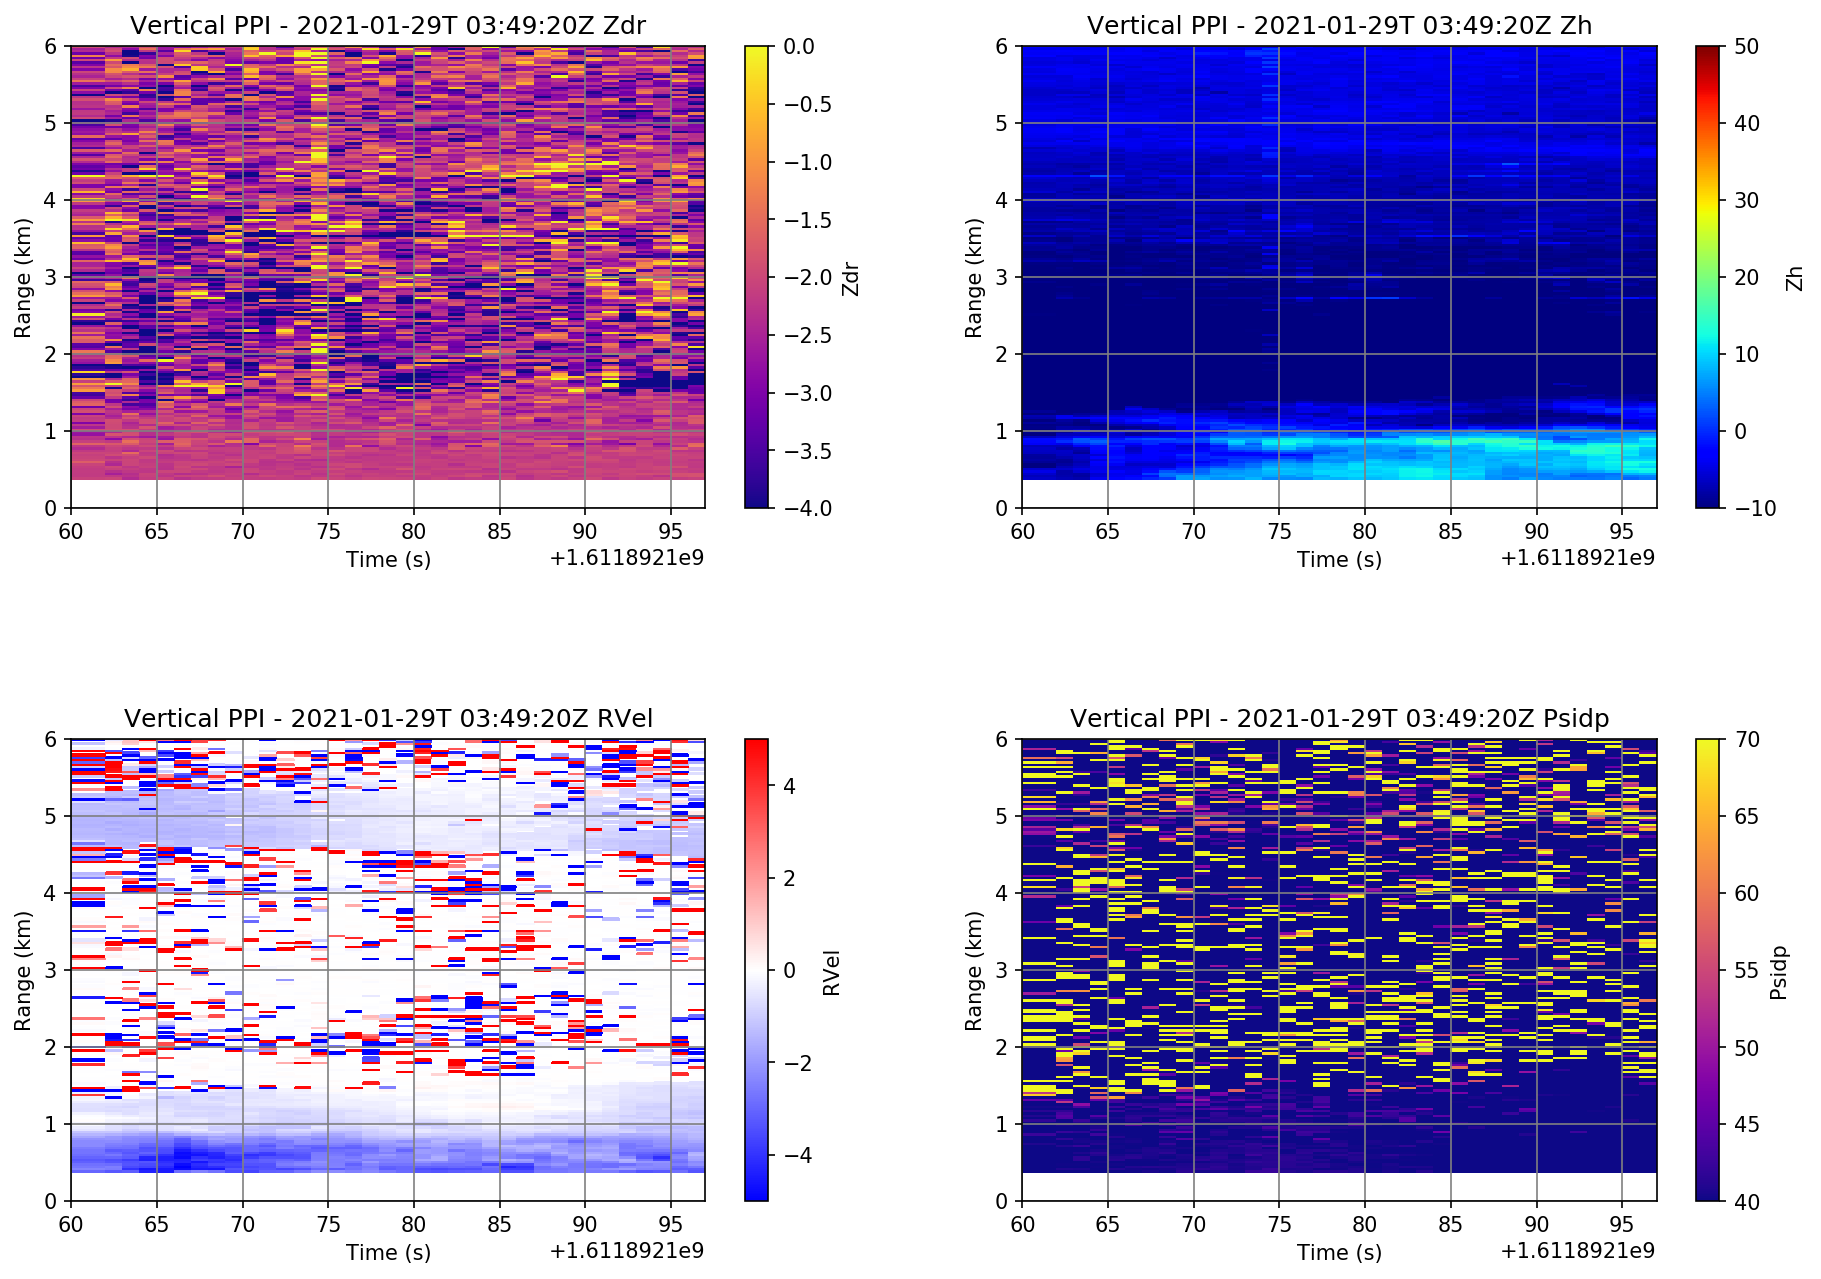 Vertical PPI - 2021-01-29T 03:49:20Z Zdr
6
5
4
3
2
1
0
Range (km)
60 65 70 75 80 85 90 95
Time (s)
+1.6118921e9
0.0
−0.5
−1.0
−1.5
−2.0
−2.5
−3.0
−3.5
−4.0
Zdr
Vertical PPI - 2021-01-29T 03:49:20Z Zh
6
5
4
3
2
1
0
Range (km)
60 65 70 75 80 85 90 95
Time (s)
+1.6118921e9
50
40
30
20
10
0
−10
Zh
Vertical PPI - 2021-01-29T 03:49:20Z RVel
6
5
4
3
2
1
0
Range (km)
60 65 70 75 80 85 90 95
Time (s)
+1.6118921e9
4
2
0
−2
−4
RVel
Vertical PPI - 2021-01-29T 03:49:20Z Psidp
6
5
4
3
2
1
0
Range (km)
60 65 70 75 80 85 90 95
Time (s)
+1.6118921e9
70
65
60
55
50
45
40
Psidp